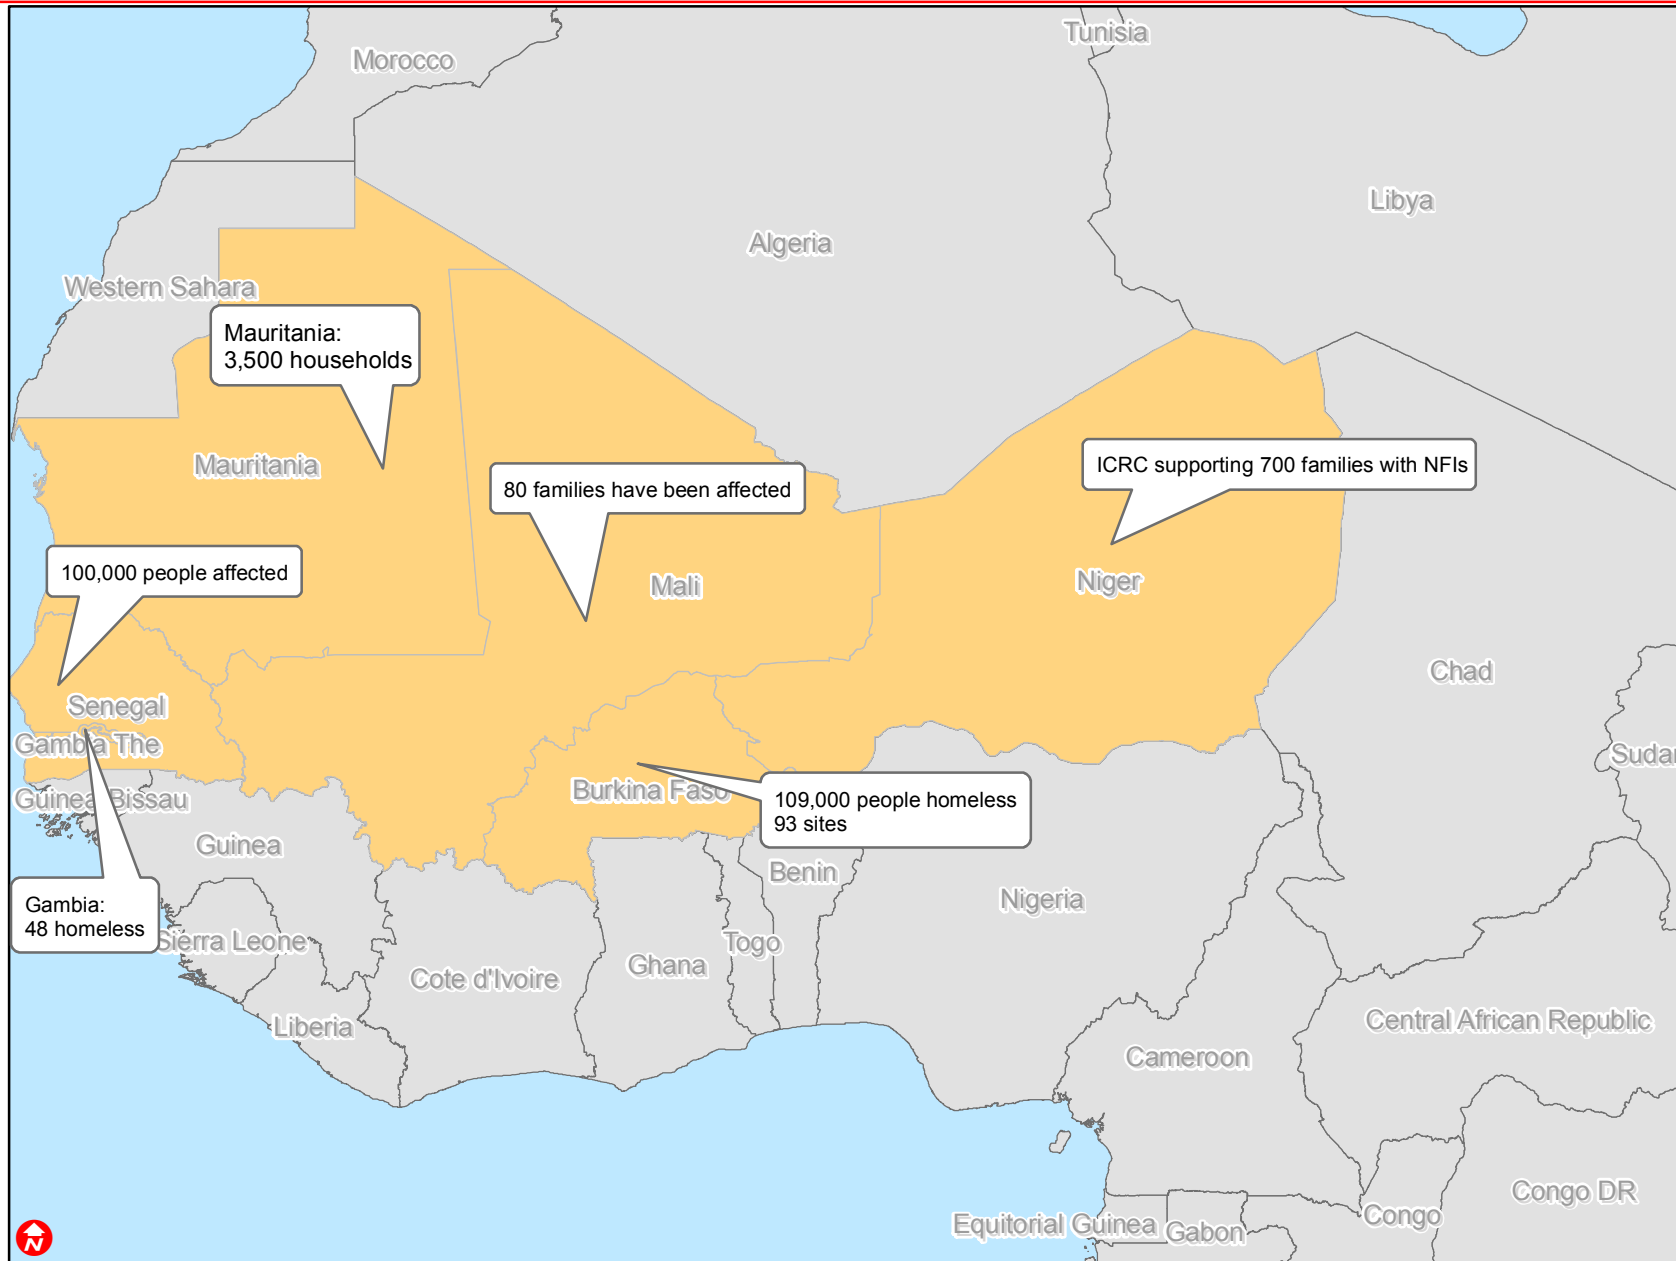 Tunisia
Morocco
Libya
Algeria
Western Sahara
Mauritania:
3,500 households
Mauritania
ICRC supporting 700 families with NFIs
80 families have been affected
100,000 people affected
Mali
Niger
Chad
Senegal
Gambia The
Sudan
Guinea Bissau
Burkina Faso
109,000 people homeless
93 sites
Guinea
Benin
Nigeria
Gambia:
48 homeless
Sierra Leone
Togo
Ghana
Cote d'Ivoire
Liberia
Central African Republic
Cameroon
Congo DR
Congo
Equitorial Guinea
Gabon
N